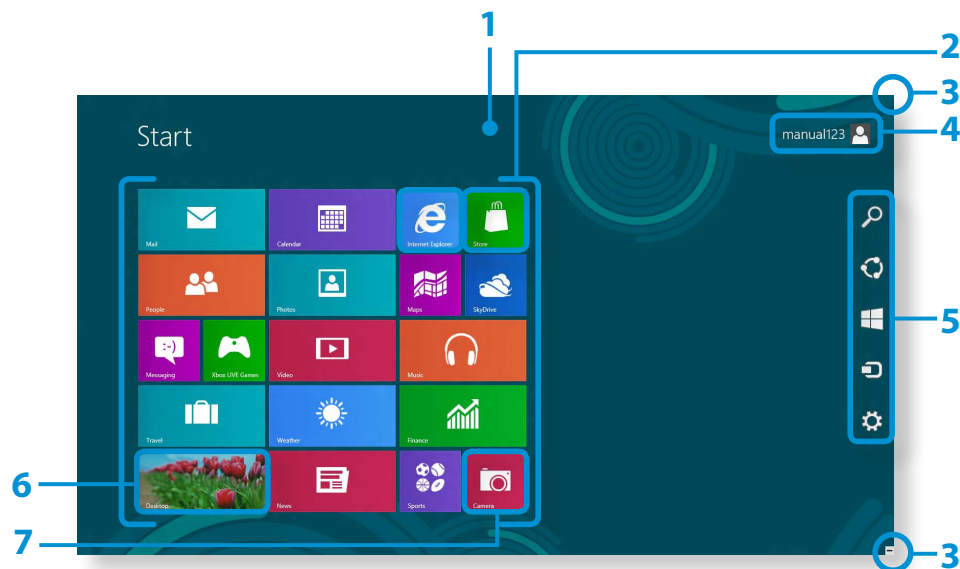 1
2
3
Start
manual123
4
Mail
Calendar
Internet Explorer
Store
People
Photos
Maps
SkyDrive
5
:-)
Messaging
Xbox LIVE Games
Video
Music
Travel
Weather
Finance
6
Desktop
News
Sports
Camera
7
3